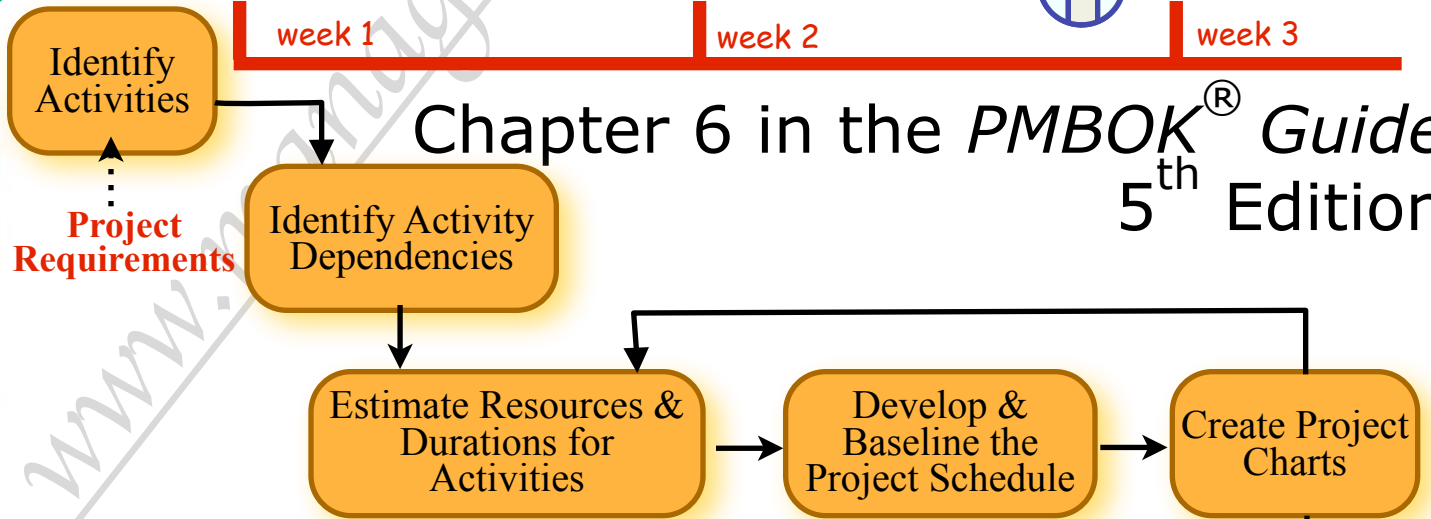 week 1
week 2
week 3
Identify
Activities
Chapter 6 in the PMBOK® Guide
5th Edition
Project
Requirements
Identify Activity
Dependencies
Estimate Resources &
Durations for
Activities
Develop &
Baseline the
Project Schedule
Create Project
Charts